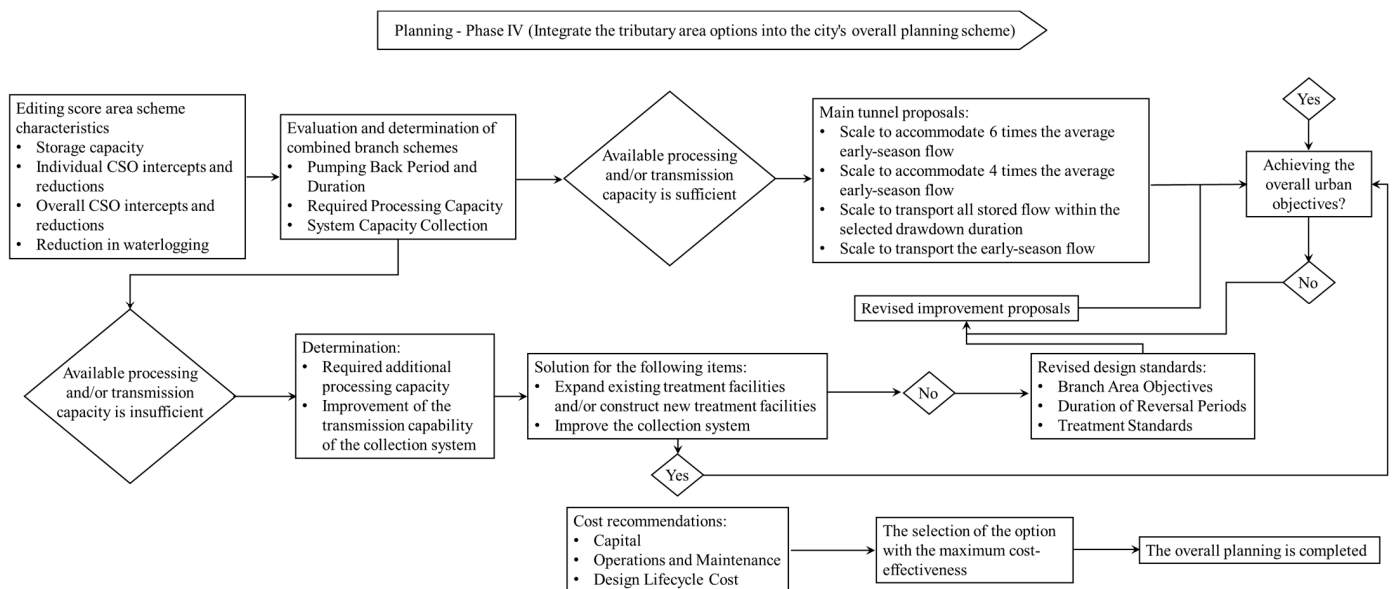 Planning - Phase IV (Integrate the tributary area options into the city's overall planning scheme)
Editing score area scheme
characteristics
• Storage capacity
• Individual CSO intercepts and
reductions
• Overall CSO intercepts and
reductions
• Reduction in waterlogging
Evaluation and determination of
combined branch schemes
• Pumping Back Period and
Duration
• Required Processing Capacity
• System Capacity Collection
Available processing
and/or transmission
capacity is sufficient
Main tunnel proposals:
• Scale to accommodate 6 times the average
early-season flow
• Scale to accommodate 4 times the average
early-season flow
• Scale to transport all stored flow within the
selected drawdown duration
• Scale to transport the early-season flow
Yes
Achieving the
overall urban
objectives?
No
Revised improvement proposals
Available processing
and/or transmission
capacity is insufficient
Determination:
• Required additional
processing capacity
• Improvement of the
transmission capability
of the collection system
Solution for the following items:
• Expand existing treatment facilities
and/or construct new treatment facilities
• Improve the collection system
No
Revised design standards:
• Branch Area Objectives
• Duration of Reversal Periods
• Treatment Standards
Yes
Cost recommendations:
• Capital
• Operations and Maintenance
• Design Lifecycle Cost
The selection of the option
with the maximum cost-
effectiveness
The overall planning is completed